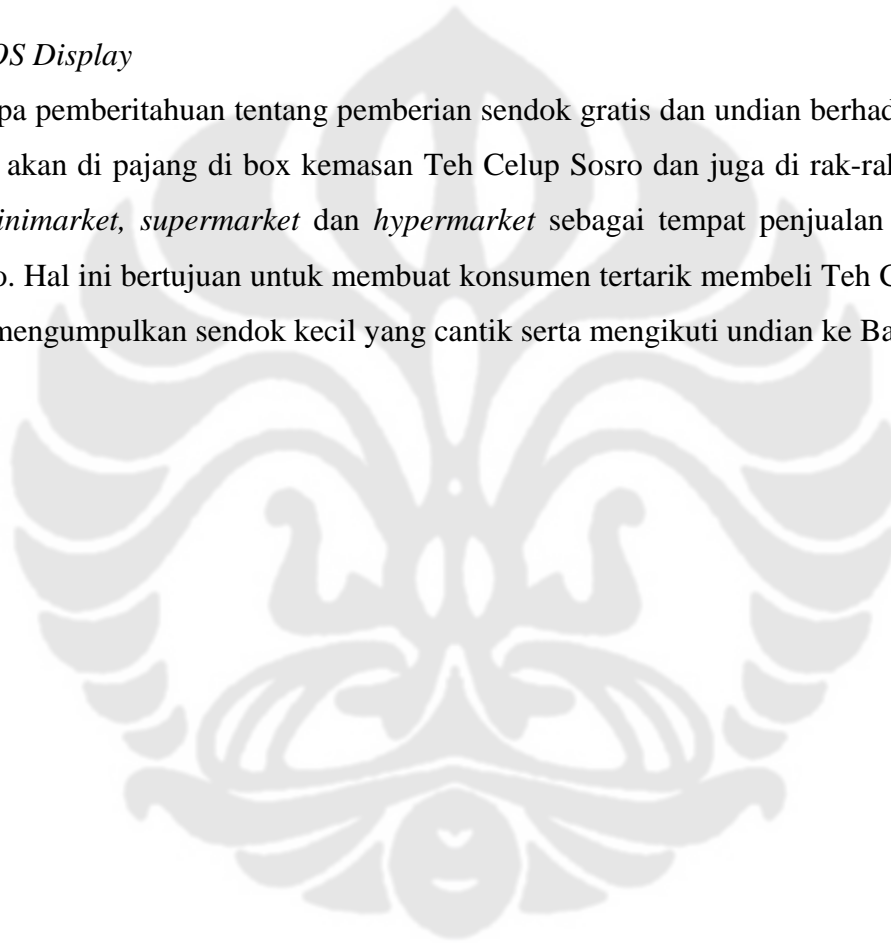 OS Display
pa pemberitahuan tentang pemberian sendok gratis dan undian berhad
akan di pajang di box kemasan Teh Celup Sosro dan juga di rak-rak
inimarket, supermarket dan hypermarket sebagai tempat penjualan
o. Hal ini bertujuan untuk membuat konsumen tertarik membeli Teh C
mengumpulkan sendok kecil yang cantik serta mengikuti undian ke Ba